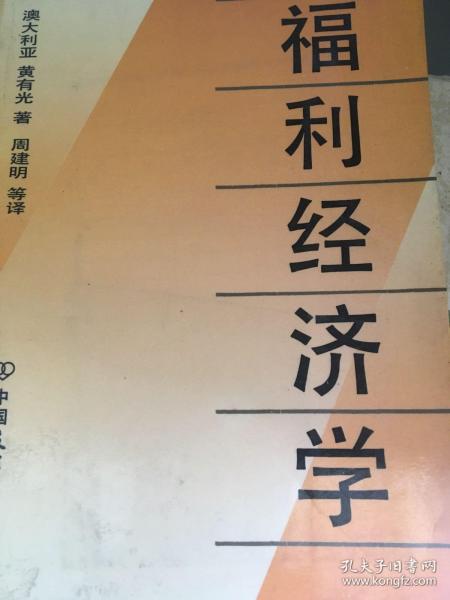 福利经济学
澳大利亚 黄有光 著 周建明 等译
中国
孔夫子旧书网
www.kongfz.com